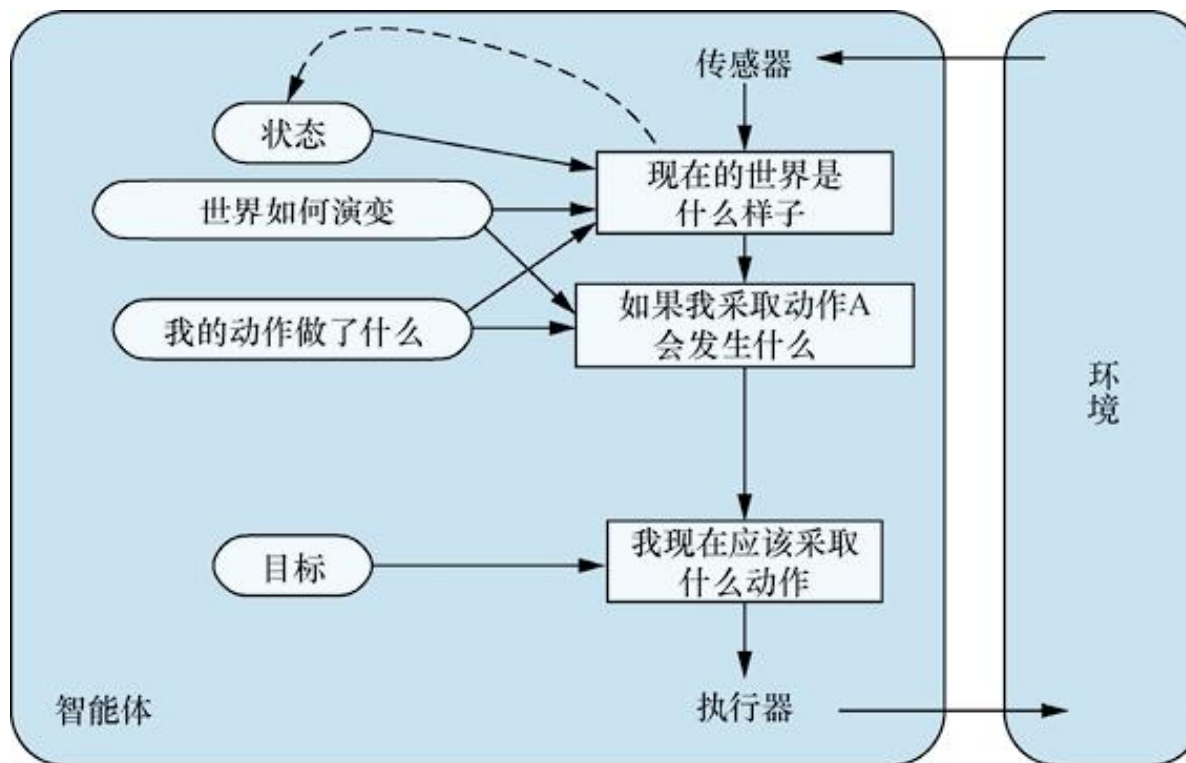 传感器
状态
现在的世界是
什么样子
世界如何演变
如果我采取动作A
会发生什么
我的动作做了什么
环
境
我现在应该采取
什么动作
目标
执行器
智能体